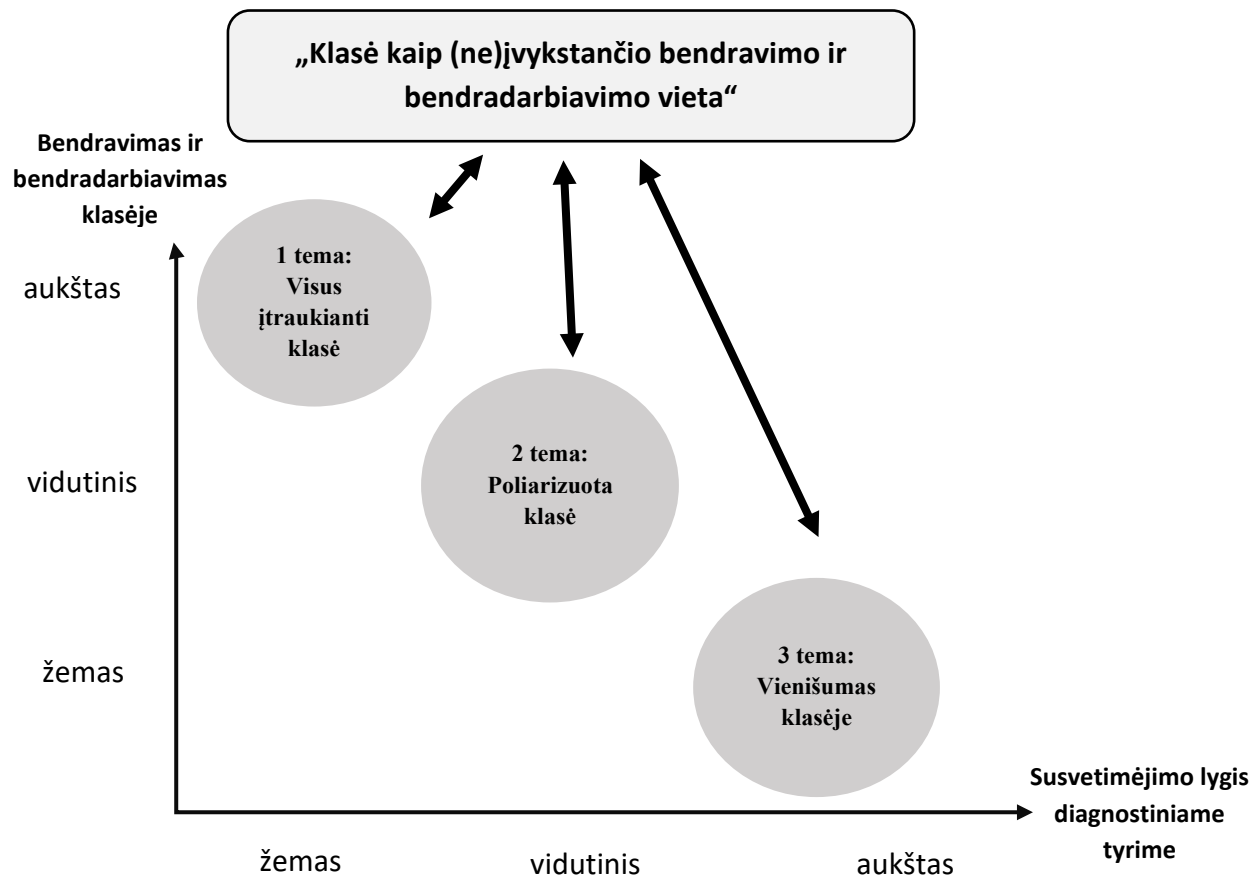 „Klasė kaip (ne)įvykstančio bendravimo ir
bendradarbiavimo vieta“
Bendravimas ir
bendradarbiavimas
klasėje
aukštas
vidutinis
žemas
1 tema:
Visus
įtraukianti
klasė
2 tema:
Poliarizuota
klasė
3 tema:
Vienišumas
klasėje
Susvetimėjimo lygis
diagnostiniame
tyrime
žemas
vidutinis
aukštas